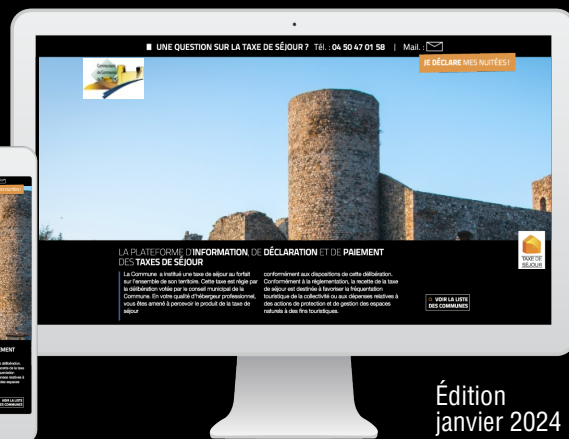 UNE QUESTION SUR LA TAXE DE SÉJOUR ? Tél. : 04 50 47 01 58 | Mail. :
JE DÉCLARE MES NUITÉES !
LA PLATEFORME D'INFORMATION, DE DÉCLARATION ET DE PAIEMENT
DES TAXES DE SÉJOUR
La Commune a institué une taxe de séjour au forfait
sur l'ensemble de son territoire. Cette taxe est régie par
la délibération votée par le conseil municipal de la
Commune. En votre qualité d'hébergeur professionnel,
vous êtes amené à percevoir le produit de la taxe de
séjour
conformément aux dispositions de cette délibération.
Conformément à la réglementation, la recette de la taxe
de séjour est destinée à favoriser la fréquentation
touristique de la collectivité ou aux dépenses relatives à
des actions de protection et de gestion des espaces
naturels à des fins touristiques.
TAXE DE
SÉJOUR
VOIR LA LISTE
DES COMMUNES
Édition
janvier 2024